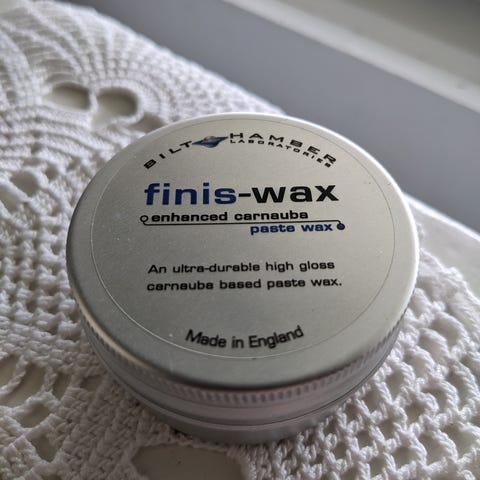 BILT HAMBER
LABORATORIES
finis-wax
enhanced carnauba
paste wax
An ultra-durable high gloss
carnauba based paste wax.
Made in England